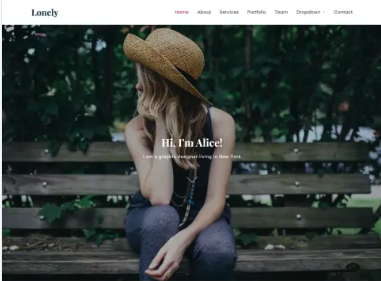 Lonely
Home About Services Portfolio Team Dropdown Contact
Hi, I'm Alice!
I am a graphic designer living in New York